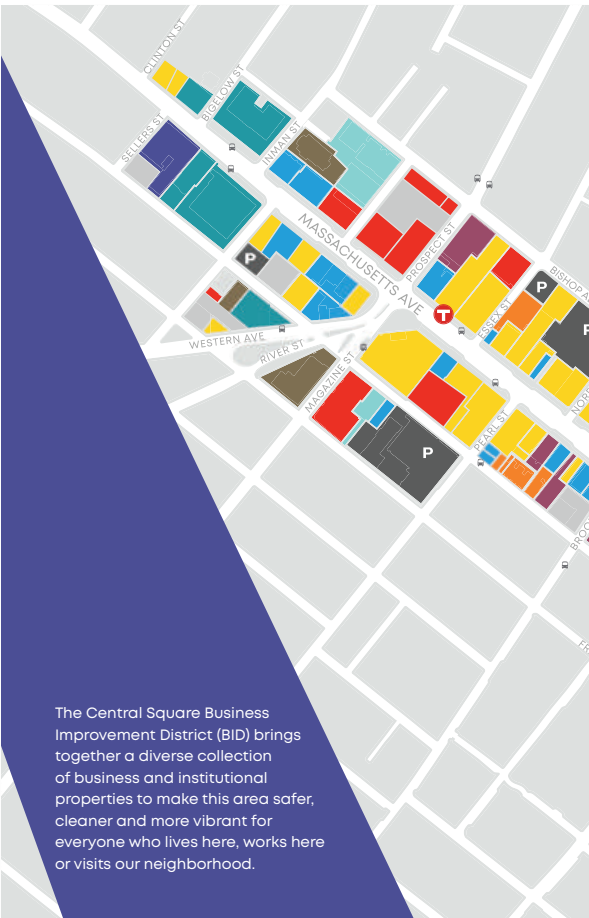 CLINTON ST
BIGELOW ST
SELLERS ST
INMAN ST
MASSACHUSETTS AVE
PROSPECT ST
P
P
BISHOP A
P
T
ESSEX ST
WESTERN AVE
RIVER ST
MAGAZINE ST
NOR
PEARL ST
P
BROO
FR
The Central Square Business
Improvement District (BID) brings
together a diverse collection
of business and institutional
properties to make this area safer,
cleaner and more vibrant for
everyone who lives here, works here
or visits our neighborhood.